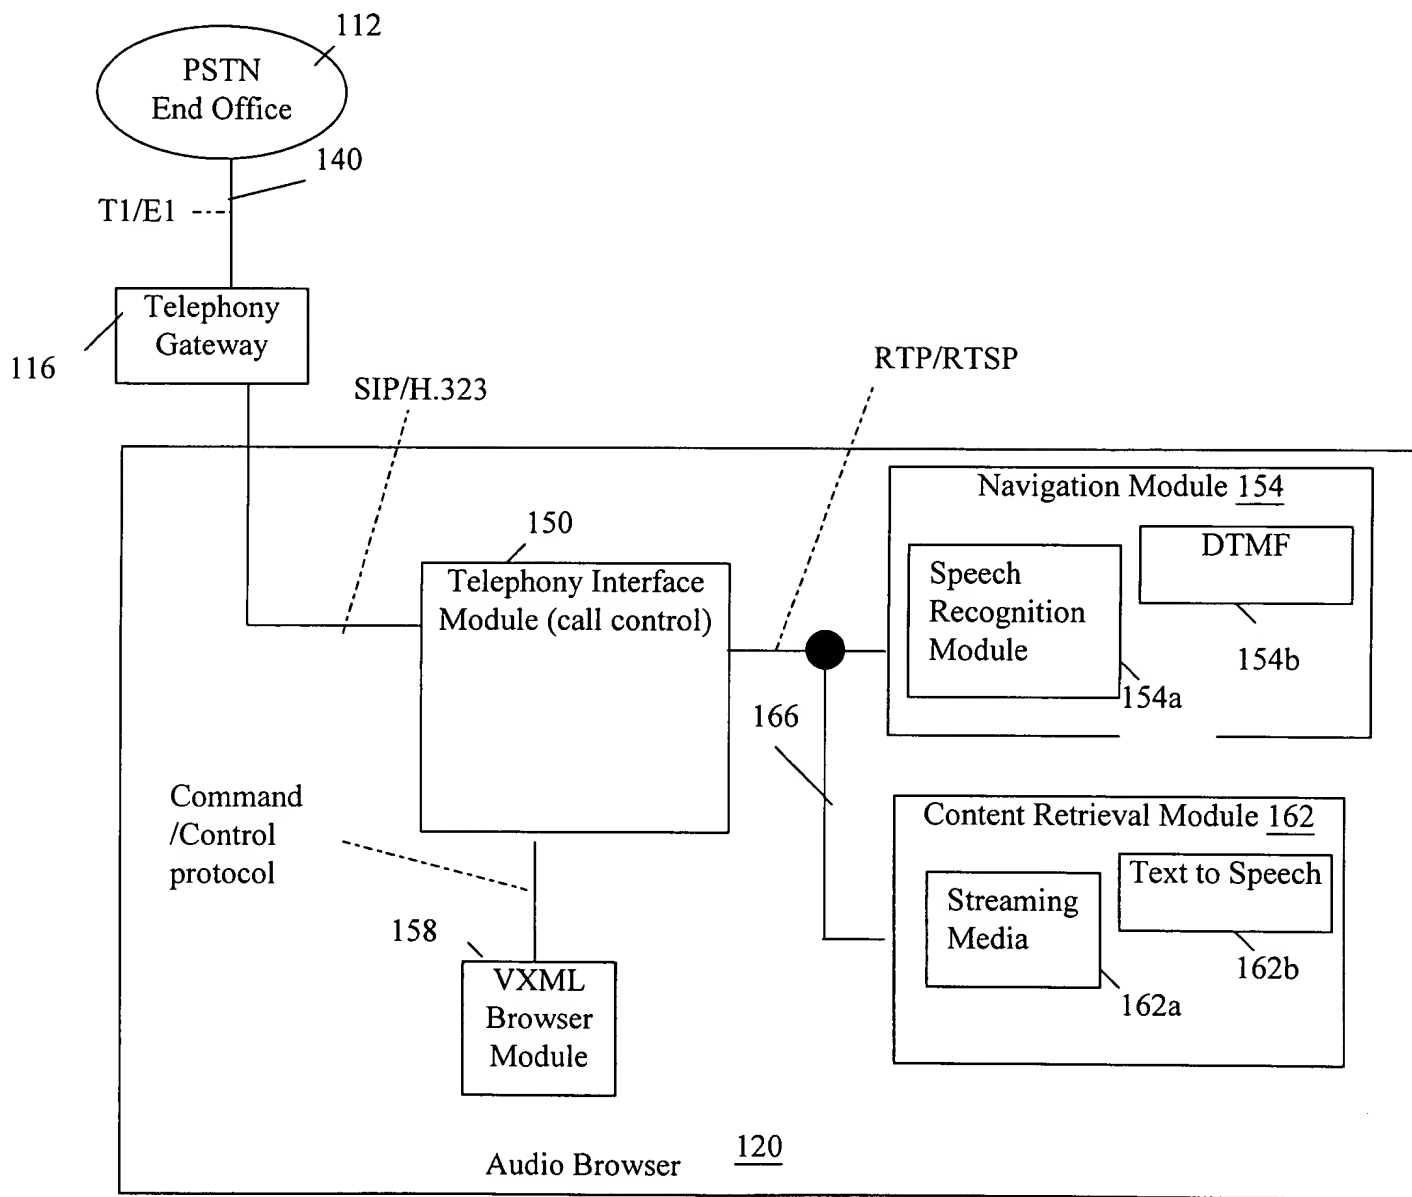 112
PSTN
End Office
140
T1/E1
Telephony
Gateway
116
RTP/RTSP
SIP/H.323
Navigation Module 154
150
DTMF
Telephony Interface
Module (call control)
Speech
Recognition
Module
154b
154a
166
Command
/Control
protocol
Content Retrieval Module 162
Text to Speech
Streaming
Media
158
162b
VXML
Browser
Module
162a
Audio Browser 120